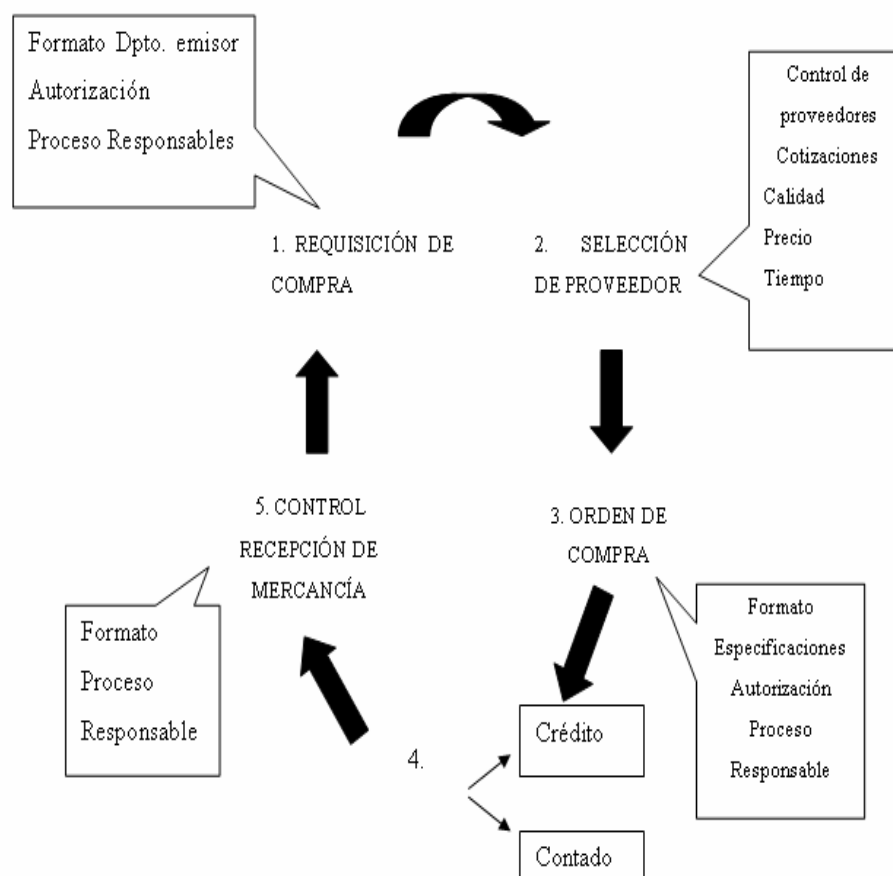 Formato Dpto. emisor
Autorización
Proceso Responsables
Control de
proveedores
Cotizaciones
Calidad
Precio
Tiempo
1. REQUISICIÓN DE
COMPRA
2. SELECCIÓN
DE PROVEEDOR
5. CONTROL
RECEPCIÓN DE
MERCANCÍA
3. ORDEN DE
COMPRA
Formato
Proceso
Responsable
Formato
Especificaciones
Autorización
Proceso
Responsable
4.
Crédito
Contado